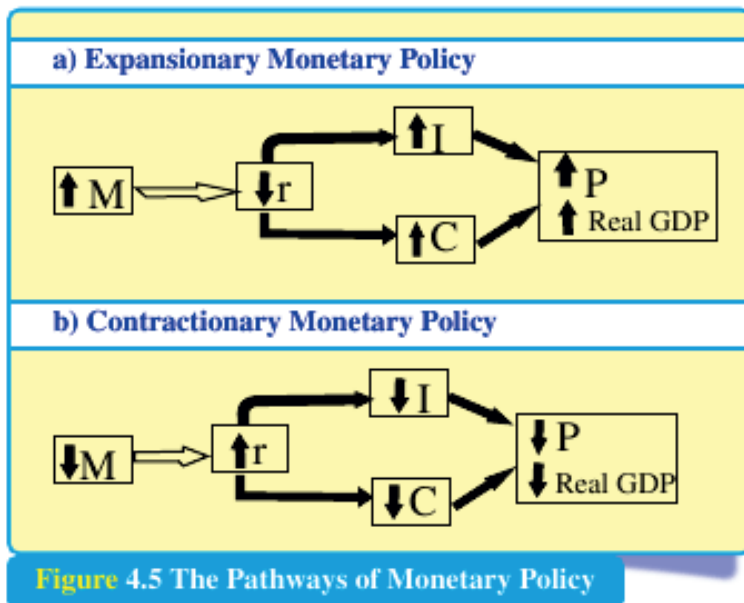 a) Expansionary Monetary Policy
↑ M
↓ r
↑ I
↑ C
↑ P
↑ Real GDP
b) Contractionary Monetary Policy
↓ M
↑ r
↓ I
↓ C
↓ P
↓ Real GDP
Figure 4.5 The Pathways of Monetary Policy